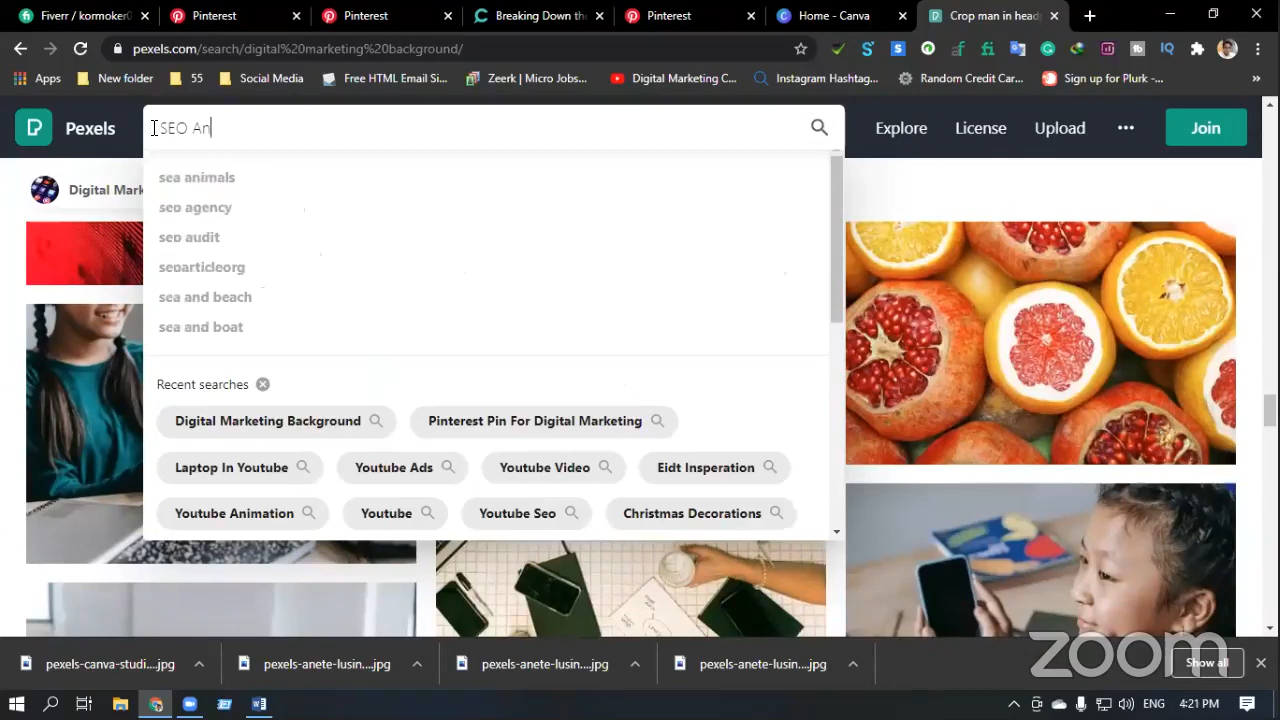 Fiverr / kormoker0
Pinterest
Pinterest
Breaking Down the
Pinterest
Home - Canva
Crop man in head
pexels.com/search/digital%20marketing%20background/
Apps
New folder
55
Social Media
Free HTML Email Si...
Zeerk | Micro Jobs...
Digital Marketing C...
Instagram Hashtag...
Random Credit Car...
Sign up for Plurk -...
Pexels
SEO An
Explore
License
Upload
Join
Digital Mark
sea animals
seo agency
seo audit
seoarticleorg
sea and beach
sea and boat
Recent searches
Digital Marketing Background
Pinterest Pin For Digital Marketing
Laptop In Youtube
Youtube Ads
Youtube Video
Eidt Insperation
Youtube Animation
Youtube
Youtube Seo
Christmas Decorations
zoom
pexels-canva-studi....jpg
pexels-anete-lusin....jpg
pexels-anete-lusin....jpg
pexels-anete-lusin....jpg
Show all
ENG
4:21 PM